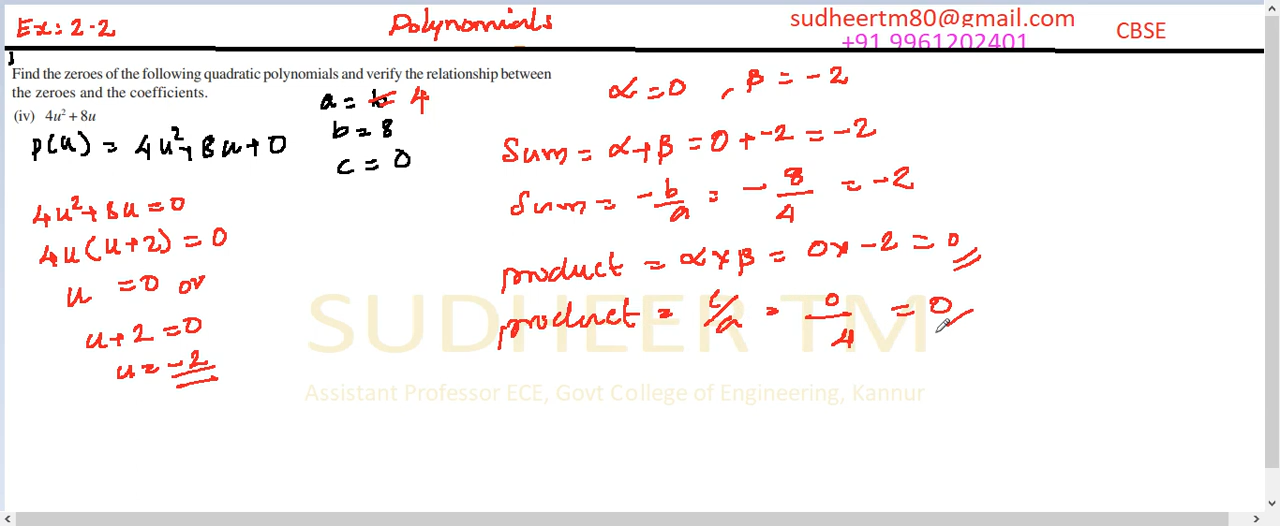 Ex: 2.2
Polynomials
sudheertm80@gmail.com
+91 9961202401
CBSE
1
Find the zeroes of the following quadratic polynomials and verify the relationship between
the zeroes and the coefficients.
(iv) 4u² + 8u
p(u) = 4u² + 8u + 0
a = 4
b = 8
c = 0
4u² + 8u = 0
4u (u + 2) = 0
u = 0 or
u + 2 = 0
u = -2
α = 0 , β = -2
Sum = α + β = 0 + -2 = -2
Sum = -b/a = -8/4 = -2
product = α × β = 0 × -2 = 0
product = c/a = 0/4 = 0
SUDHEER TM
Assistant Professor ECE, Govt College of Engineering, Kannur